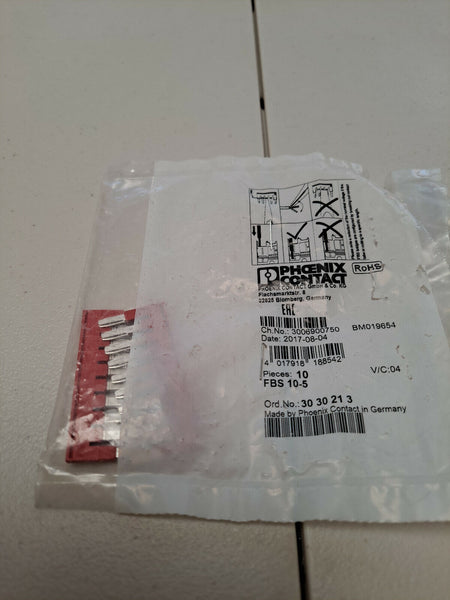 PHOENIX
CONTACT
RoHS
PHOENIX CONTACT GmbH & Co. KG
Flachsmarktstr. 8
32825 Blomberg, Germany
EAC
Ch.No.: 3006900750 BM019654
Date: 2017-08-04
4 017918 188542
Pieces: 10 V/C:04
FBS 10-5
Ord.No.: 30 30 21 3
Made by Phoenix Contact in Germany